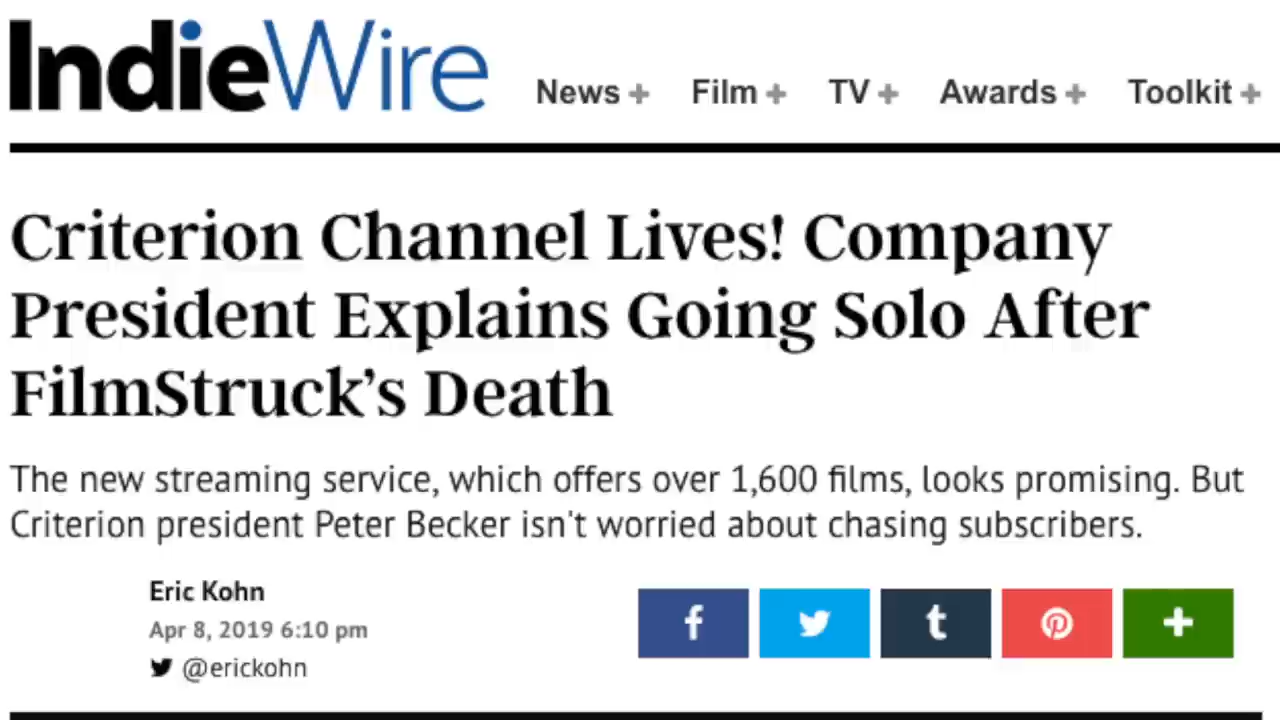 IndieWire
News + Film + TV + Awards + Toolkit +
Criterion Channel Lives! Company
President Explains Going Solo After
FilmStruck’s Death
The new streaming service, which offers over 1,600 films, looks promising. But
Criterion president Peter Becker isn't worried about chasing subscribers.
Eric Kohn
Apr 8, 2019 6:10 pm
@erickohn